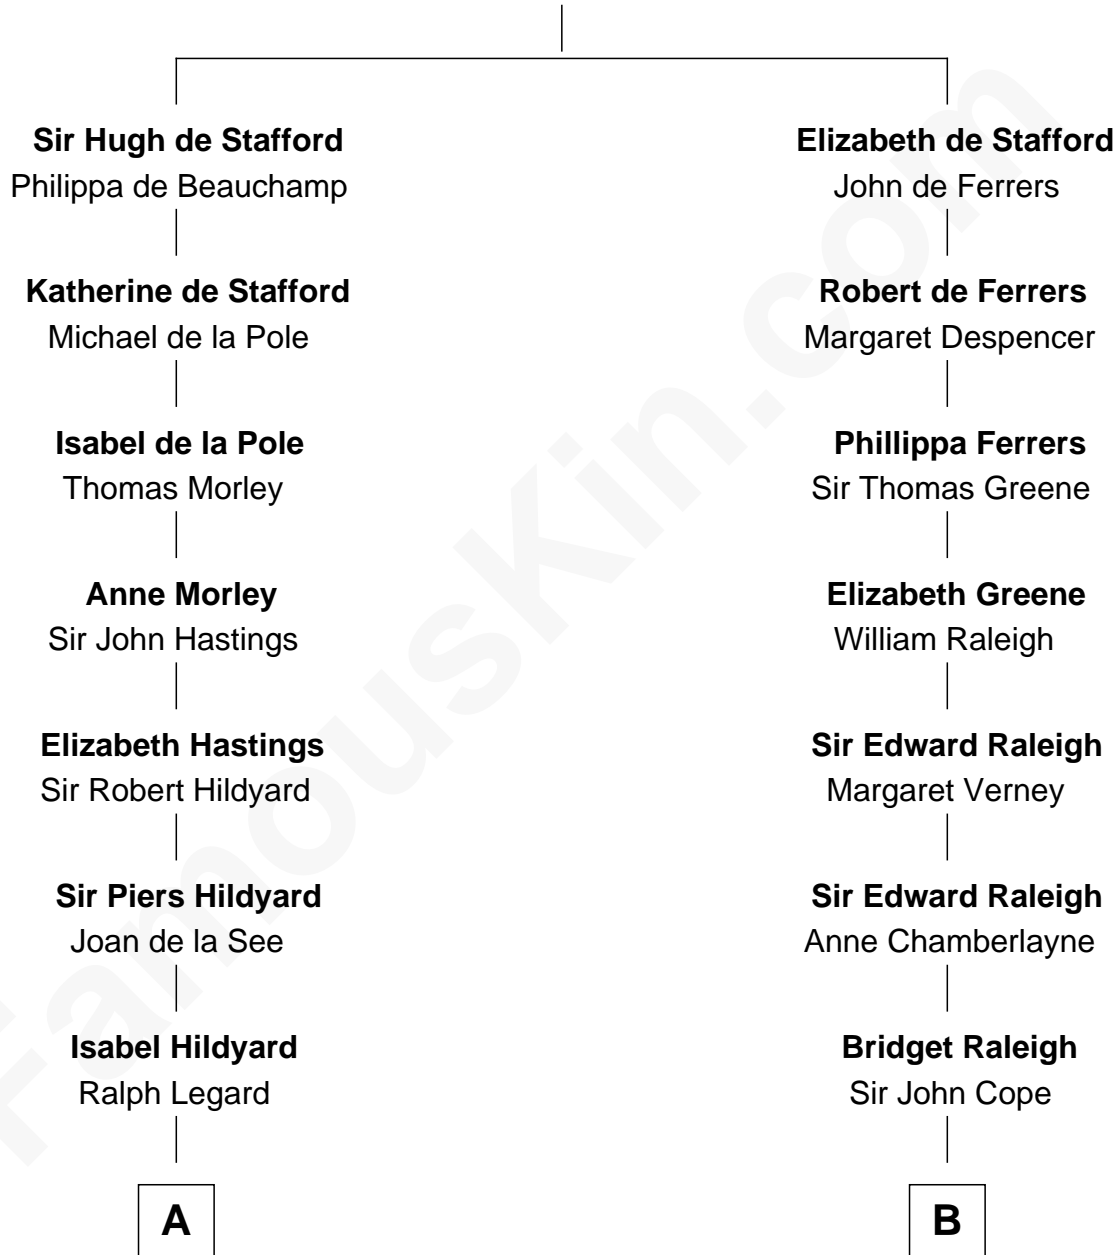 Sir Hugh de Stafford
Philippa de Beauchamp
Katherine de Stafford
Michael de la Pole
Isabel de la Pole
Thomas Morley
Anne Morley
Sir John Hastings
Elizabeth Hastings
Sir Robert Hildyard
Sir Piers Hildyard
Joan de la See
Isabel Hildyard
Ralph Legard
A
Elizabeth de Stafford
John de Ferrers
Robert de Ferrers
Margaret Despencer
Phillippa Ferrers
Sir Thomas Greene
Elizabeth Greene
William Raleigh
Sir Edward Raleigh
Margaret Verney
Sir Edward Raleigh
Anne Chamberlayne
Bridget Raleigh
Sir John Cope
B
FamousKin.com